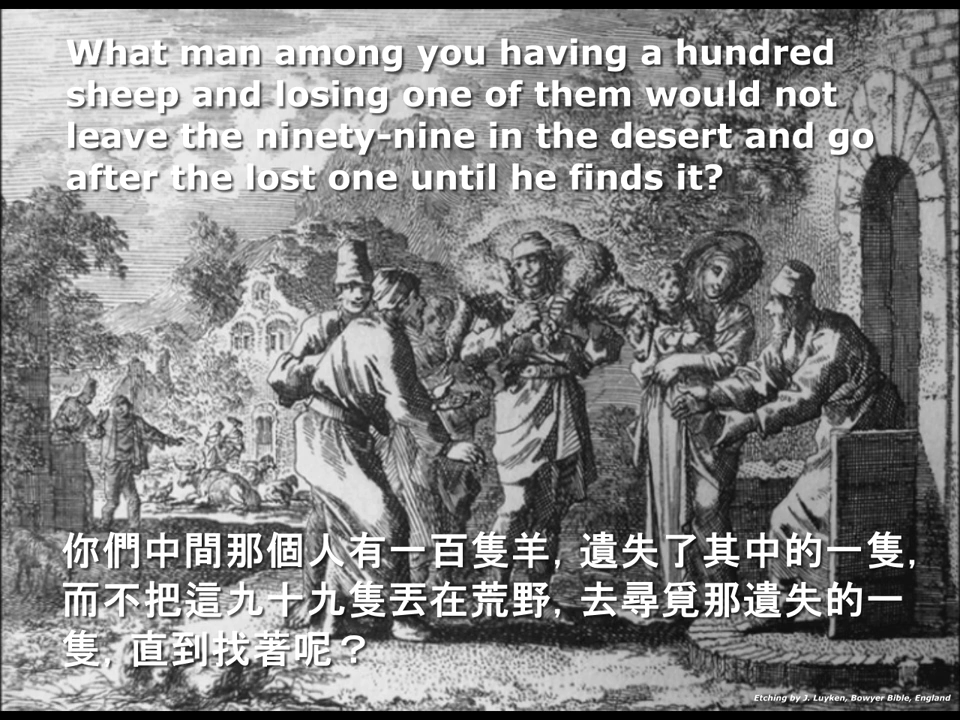 What man among you having a hundred
sheep and losing one of them would not
leave the ninety-nine in the desert and go
after the lost one until he finds it?
你們中間那個人有一百隻羊，遺失了其中的一隻，
而不把這九十九隻丟在荒野，去尋覓那遺失的一
隻，直到找著呢？
Etching by J. Luyken, Bowyer Bible, England